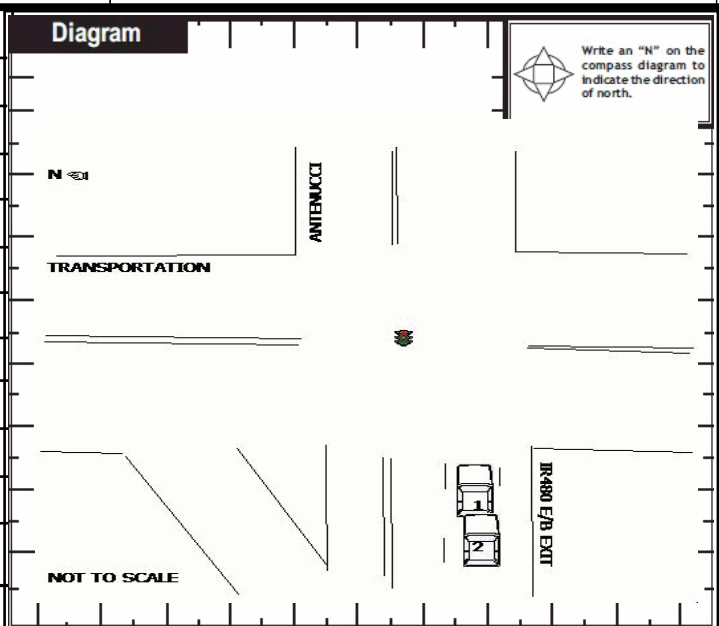 Diagram
Write an "N" on the
compass diagram to
indicate the direction
of north.
N
ANTENUCCI
TRANSPORTATION
1
2
IR480 E/B EXIT
NOT TO SCALE